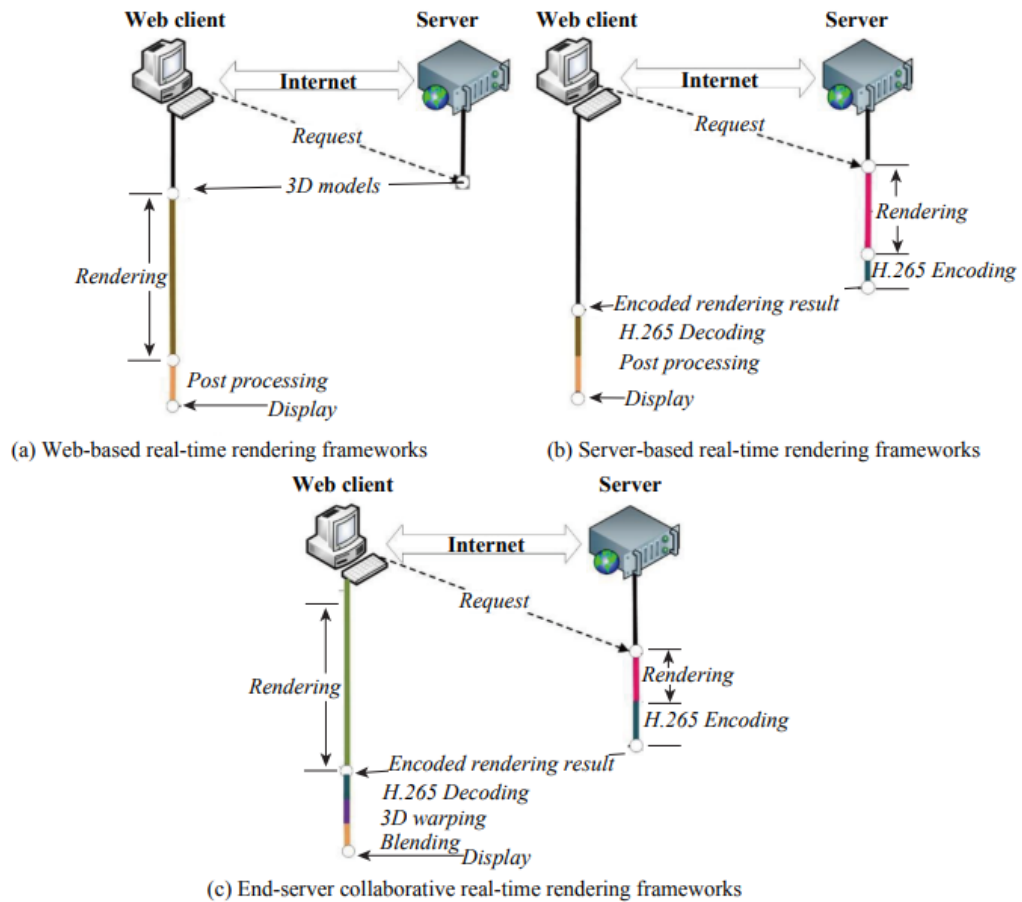 Web client
Server
Internet
Request
3D models
Rendering
Post processing
Display
(a) Web-based real-time rendering frameworks
Web client
Server
Internet
Request
Rendering
H.265 Encoding
Encoded rendering result
H.265 Decoding
Post processing
Display
(b) Server-based real-time rendering frameworks
Web client
Server
Internet
Request
Rendering
Rendering
H.265 Encoding
Encoded rendering result
H.265 Decoding
3D warping
Blending
Display
(c) End-server collaborative real-time rendering frameworks